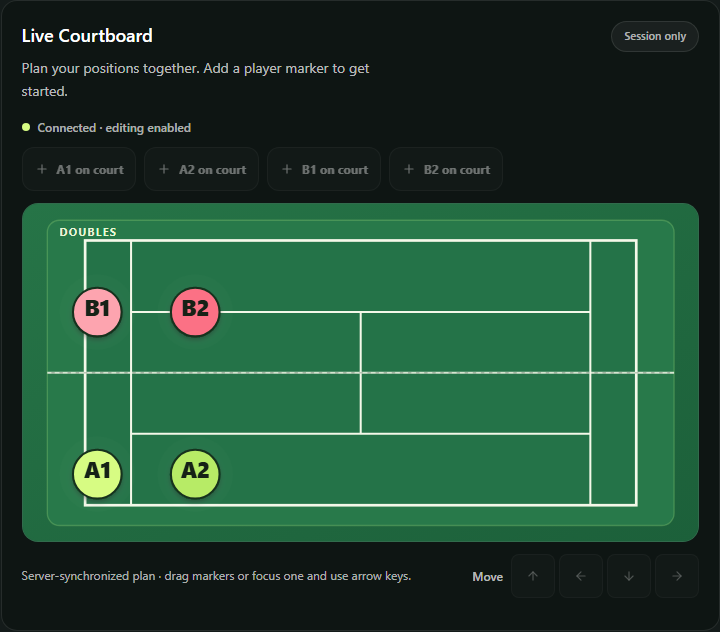 Live Courtboard
Session only
Plan your positions together. Add a player marker to get
started.
Connected · editing enabled
+ A1 on court
+ A2 on court
+ B1 on court
+ B2 on court
DOUBLES
B1
B2
A1
A2
Server-synchronized plan · drag markers or focus one and use arrow keys.
Move ↑ ← ↓ →